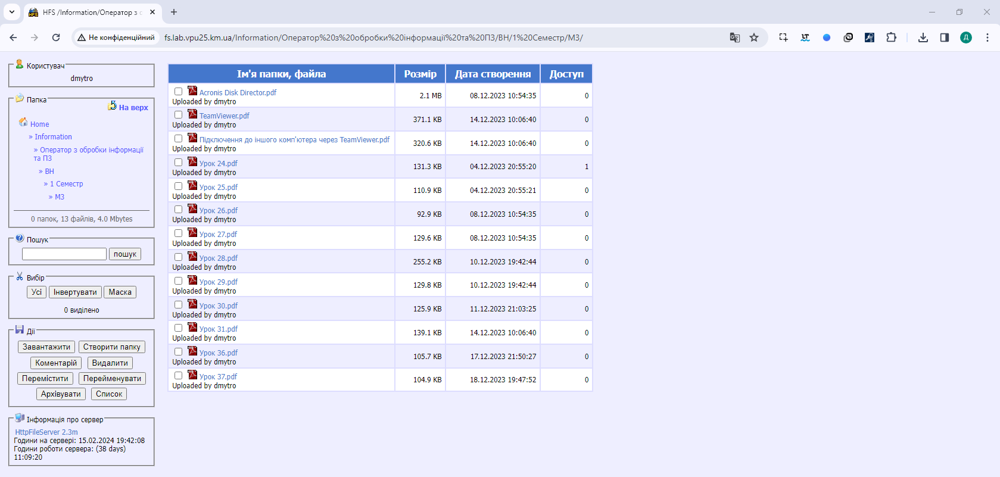 HFS /Information/Оператор з о
Не конфіденційний
fs.lab.vpu25.km.ua/Information/Оператор%20з%20обробки%20інформації%20та%20ПЗ/ВН/1%20Семестр/М3/
LT
Д
Користувач
dmytro
Папка
На верх
Home
» Information
» Оператор з обробки інформації
та ПЗ
» ВН
» 1 Семестр
» М3
0 папок, 13 файлів, 4.0 Mbytes
Пошук
пошук
Вибір
Усі Інвертувати Маска
0 виділено
Дії
Завантажити Створити папку
Коментарій Видалити
Перемістити Перейменувати
Архівувати Список
Інформація про сервер
HttpFileServer 2.3m
Години на сервері: 15.02.2024 19:42:08
Години роботи сервера: (38 days)
11:09:20
Ім'я папки, файла Розмір Дата створення Доступ
Acronis Disk Director.pdf 2.1 MB 08.12.2023 10:54:35 0
Uploaded by dmytro
TeamViewer.pdf 371.1 KB 14.12.2023 10:06:40 0
Uploaded by dmytro
Підключення до іншого комп'ютера через TeamViewer.pdf 320.6 KB 14.12.2023 10:06:40 0
Uploaded by dmytro
Урок 24.pdf 131.3 KB 04.12.2023 20:55:20 1
Uploaded by dmytro
Урок 25.pdf 110.9 KB 04.12.2023 20:55:21 0
Uploaded by dmytro
Урок 26.pdf 92.9 KB 08.12.2023 10:54:35 0
Uploaded by dmytro
Урок 27.pdf 129.6 KB 08.12.2023 10:54:35 0
Uploaded by dmytro
Урок 28.pdf 255.2 KB 10.12.2023 19:42:44 0
Uploaded by dmytro
Урок 29.pdf 129.8 KB 10.12.2023 19:42:44 0
Uploaded by dmytro
Урок 30.pdf 125.9 KB 11.12.2023 21:03:25 0
Uploaded by dmytro
Урок 31.pdf 139.1 KB 14.12.2023 10:06:40 0
Uploaded by dmytro
Урок 36.pdf 105.7 KB 17.12.2023 21:50:27 0
Uploaded by dmytro
Урок 37.pdf 104.9 KB 18.12.2023 19:47:52 0
Uploaded by dmytro